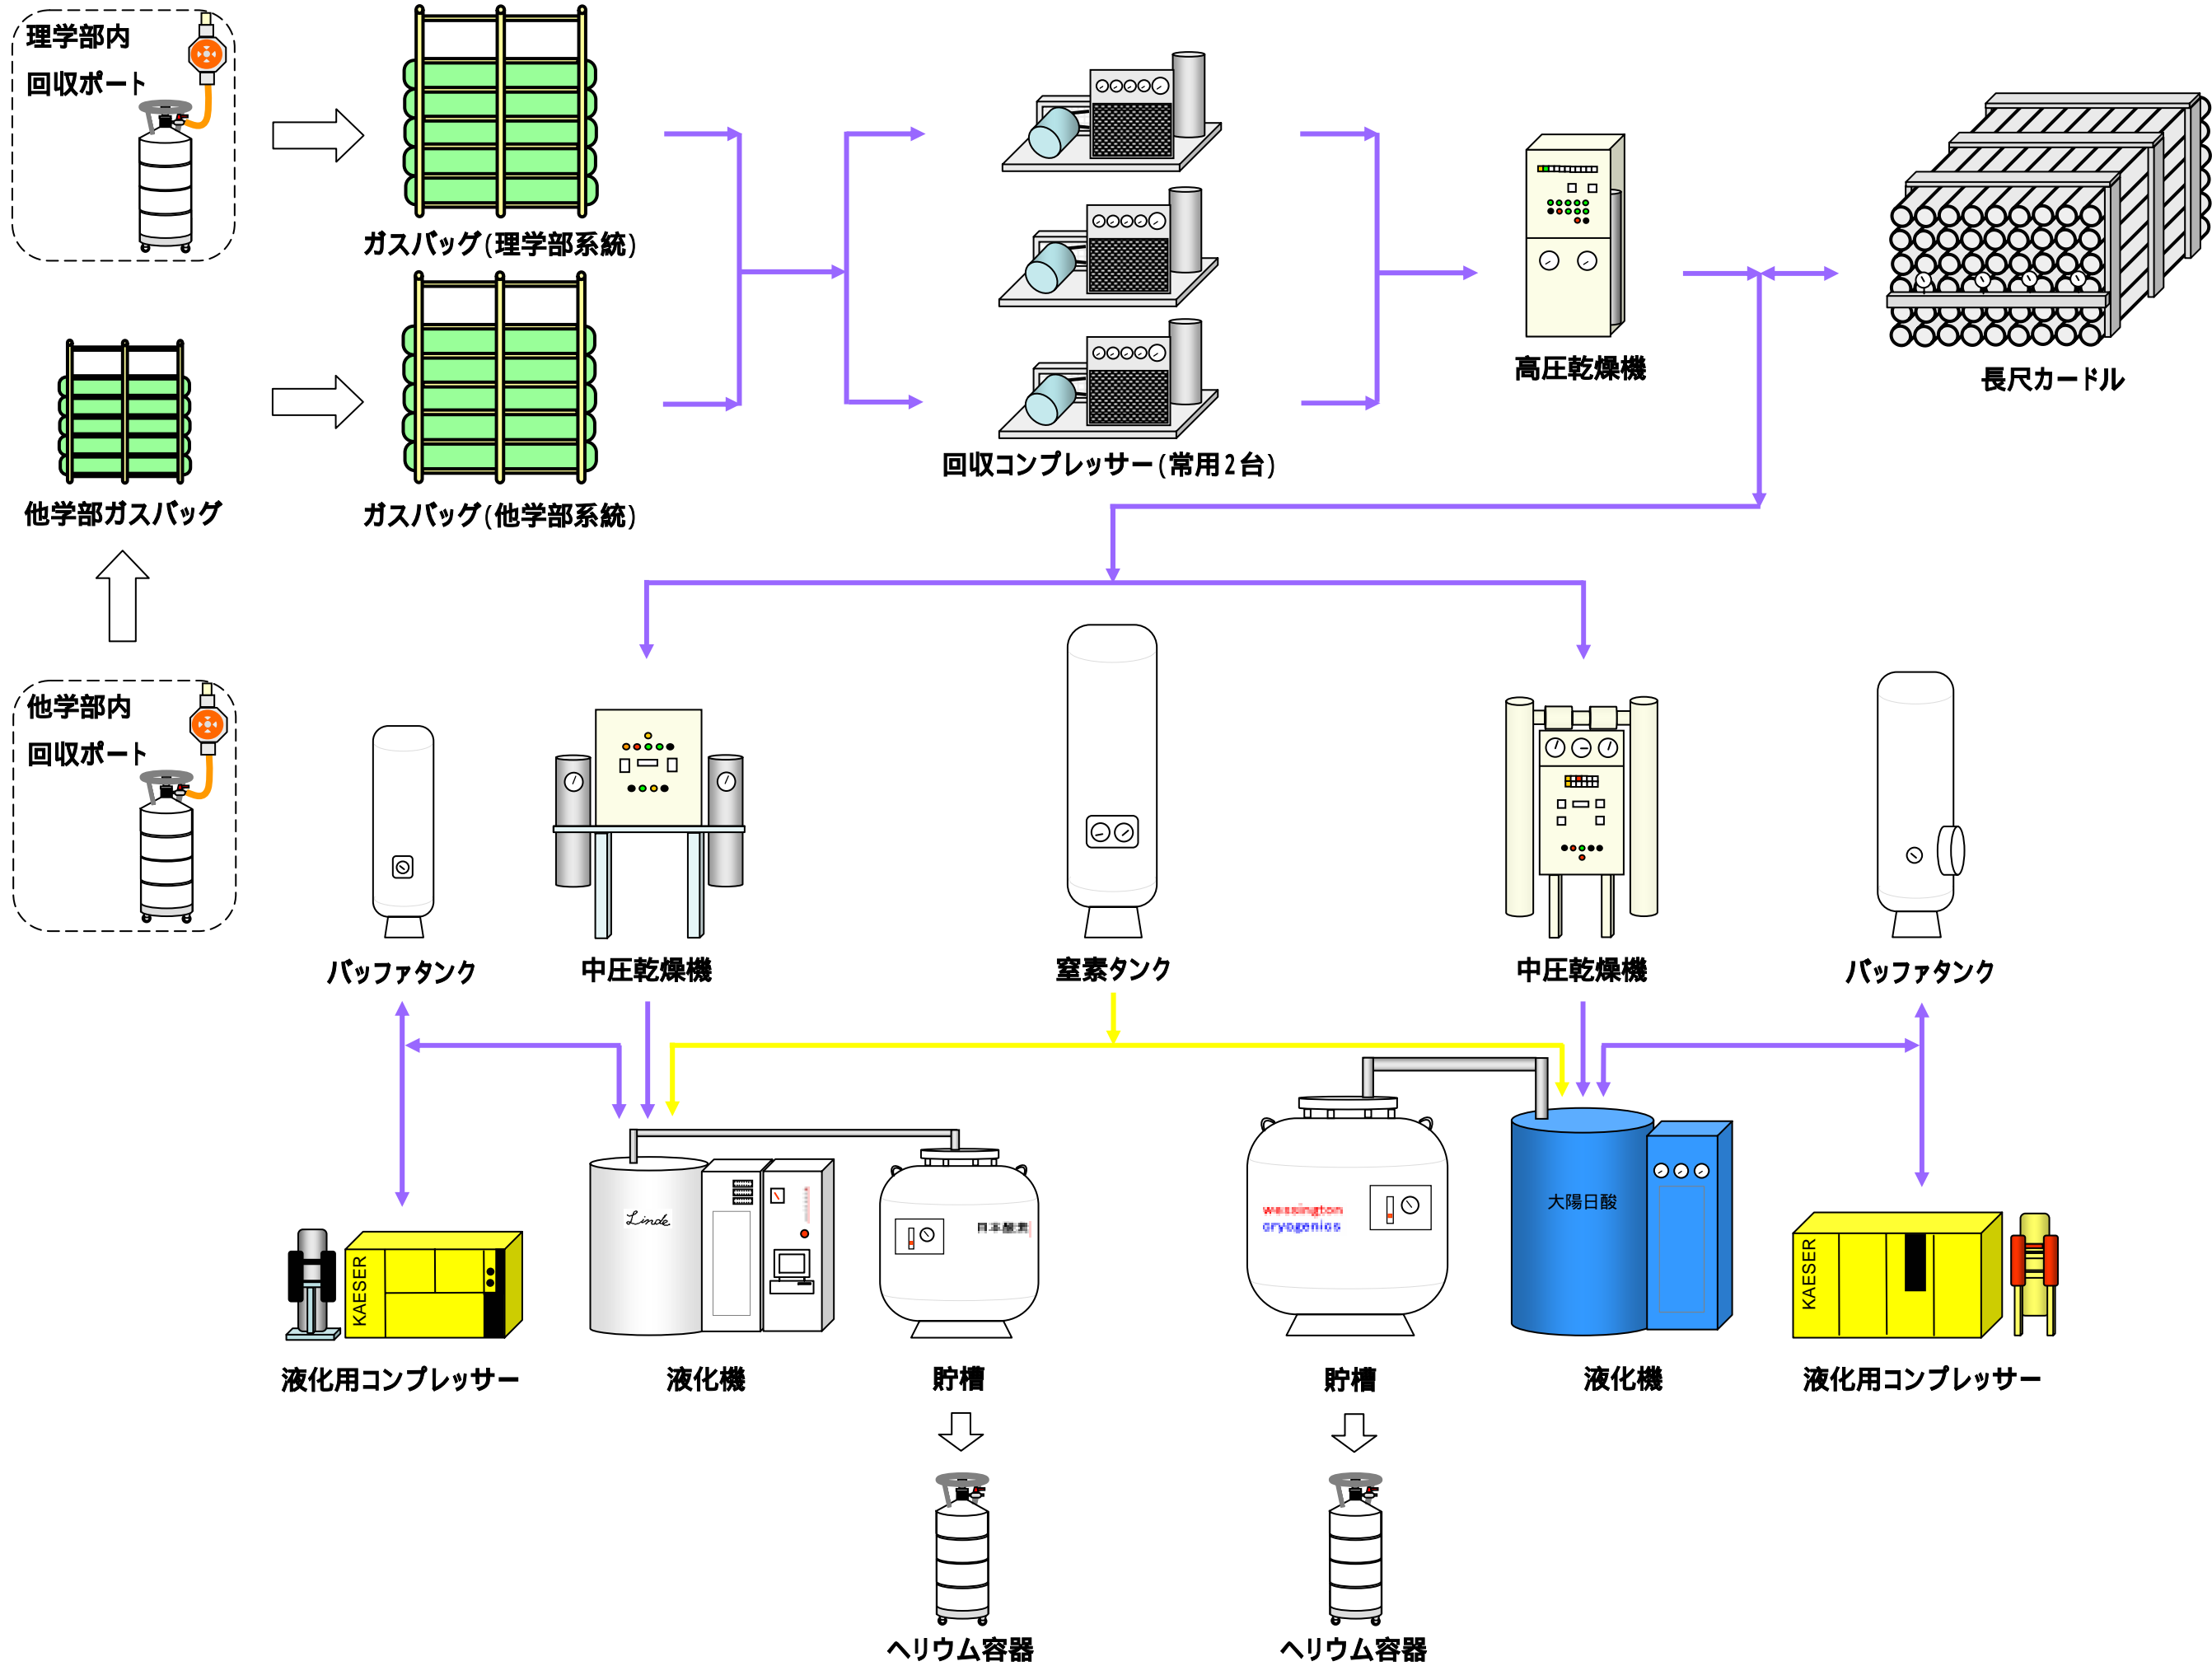 理学部内
回収ポート
ガスバッグ(理学部系統)
他学部ガスバッグ
ガスバッグ(他学部系統)
回収コンプレッサー(常用2台)
高圧乾燥機
長尺カードル
他学部内
回収ポート
バッファタンク
中圧乾燥機
窒素タンク
中圧乾燥機
バッファタンク
KAESER
Linde
日本酸素
wessington
cryogenics
大陽日酸
KAESER
液化用コンプレッサー
液化機
貯槽
貯槽
液化機
液化用コンプレッサー
ヘリウム容器
ヘリウム容器